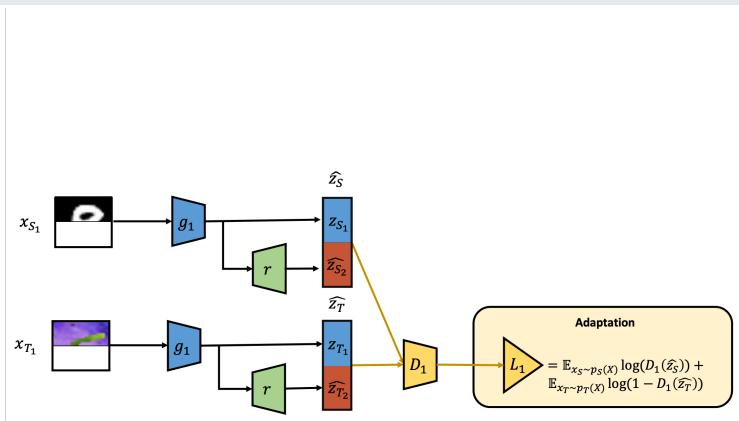 $\widehat{z_S}$
$x_{S_1}$
$g_1$
$z_{S_1}$
$r$
$\widehat{z_{S_2}}$
$\widehat{z_T}$
$x_{T_1}$
$g_1$
$z_{T_1}$
$r$
$\widehat{z_{T_2}}$
$D_1$
Adaptation
$L_1$ $= \mathbb{E}_{x_S \sim p_S(X)} \log(D_1(\widehat{z_S})) +$
$\mathbb{E}_{x_T \sim p_T(X)} \log(1 - D_1(\widehat{z_T}))$